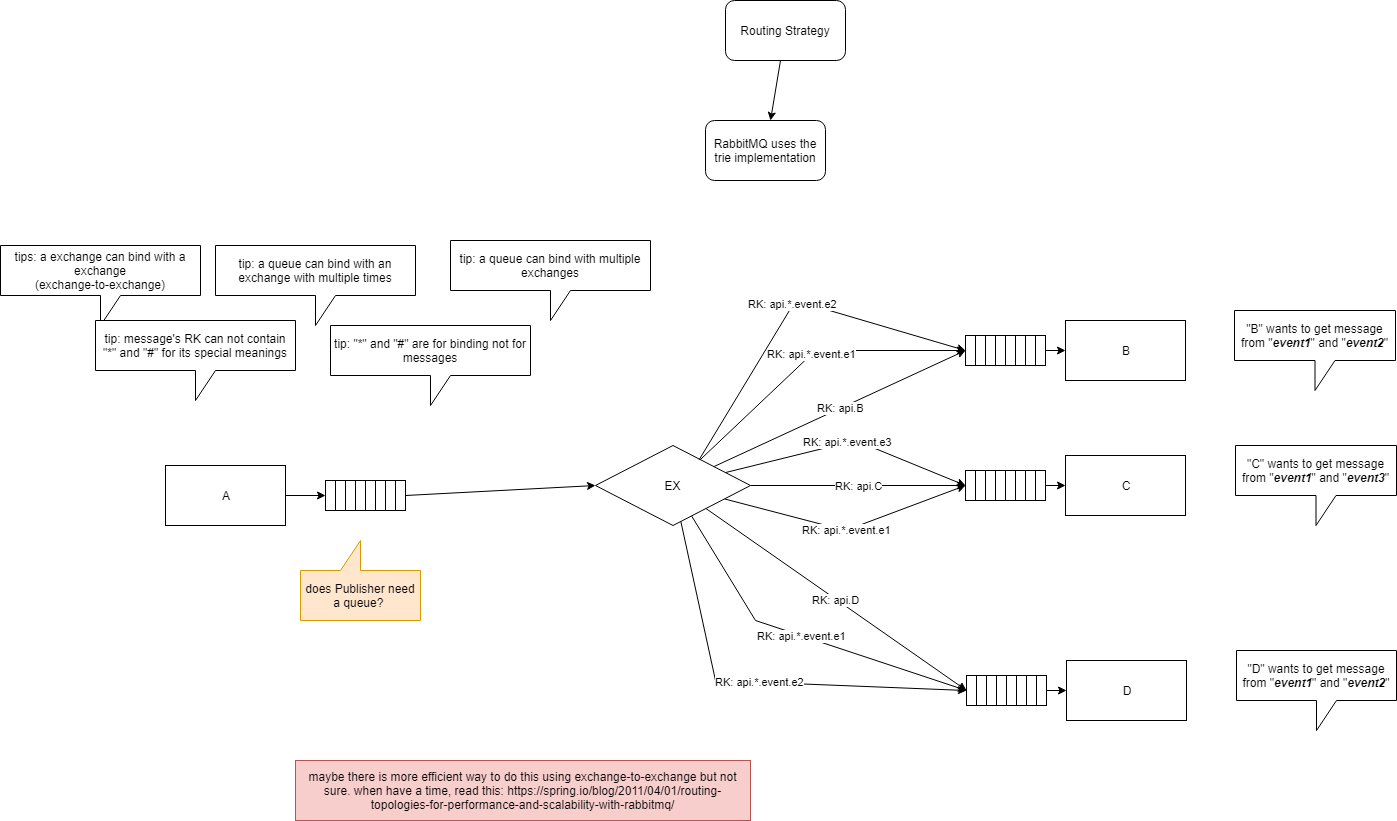 Routing Strategy
RabbitMQ uses the
trie implementation
tips: a exchange can bind with a
exchange
(exchange-to-exchange)
tip: a queue can bind with an
exchange with multiple times
tip: a queue can bind with multiple
exchanges
tip: message's RK can not contain
"*" and "#" for its special meanings
tip: "*" and "#" are for binding not for
messages
RK: api.*.event.e2
RK: api.*.event.e1
RK: api.B
B
"B" wants to get message
from "event1" and "event2"
RK: api.*.event.e3
RK: api.C
RK: api.*.event.e1
C
"C" wants to get message
from "event1" and "event3"
A
EX
does Publisher need
a queue?
RK: api.D
RK: api.*.event.e1
RK: api.*.event.e2
D
"D" wants to get message
from "event1" and "event2"
maybe there is more efficient way to do this using exchange-to-exchange but not
sure. when have a time, read this: https://spring.io/blog/2011/04/01/routing-
topologies-for-performance-and-scalability-with-rabbitmq/